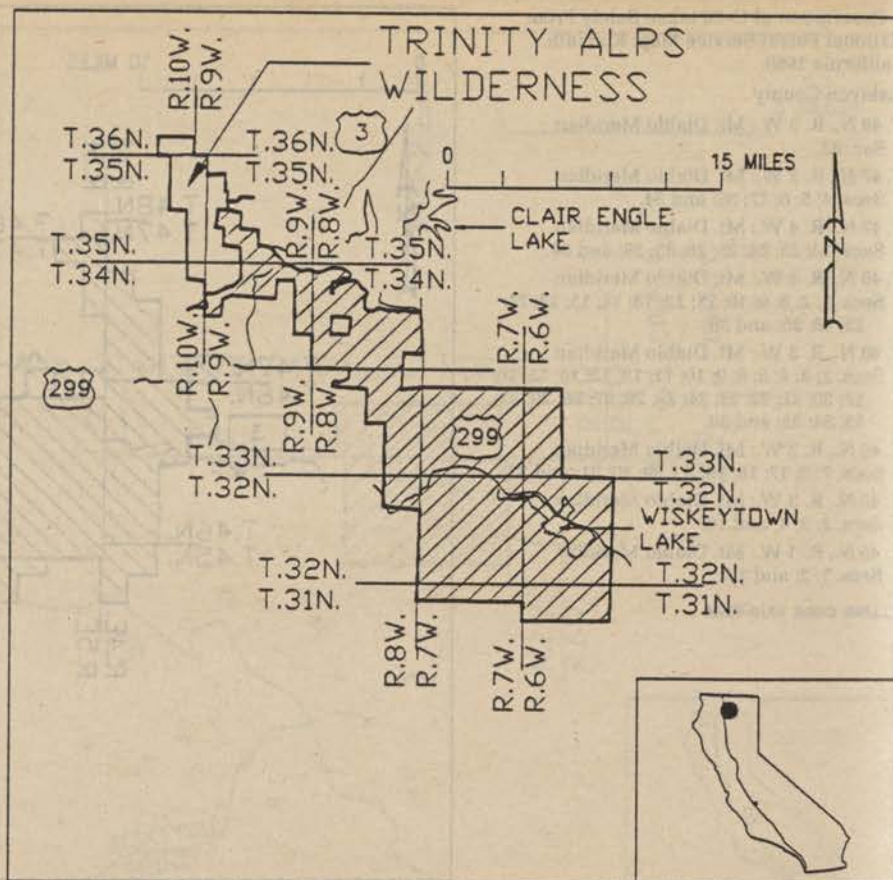 TRINITY ALPS
WILDERNESS
R.10W.
R.9W.
3
T.36N.
T.35N.
T.36N.
T.35N.
0
15 MILES
CLAIR ENGLE
LAKE
N
R.9W.
R.8W.
T.35N.
T.34N.
T.35N.
T.34N.
R.10W.
R.9W.
R.7W.
R.6W.
299
R.9W.
R.8W.
299
T.33N.
T.32N.
T.33N.
T.32N.
WISKEYTOWN
LAKE
T.32N.
T.31N.
T.32N.
T.31N.
R.8W.
R.7W.
R.7W.
R.6W.